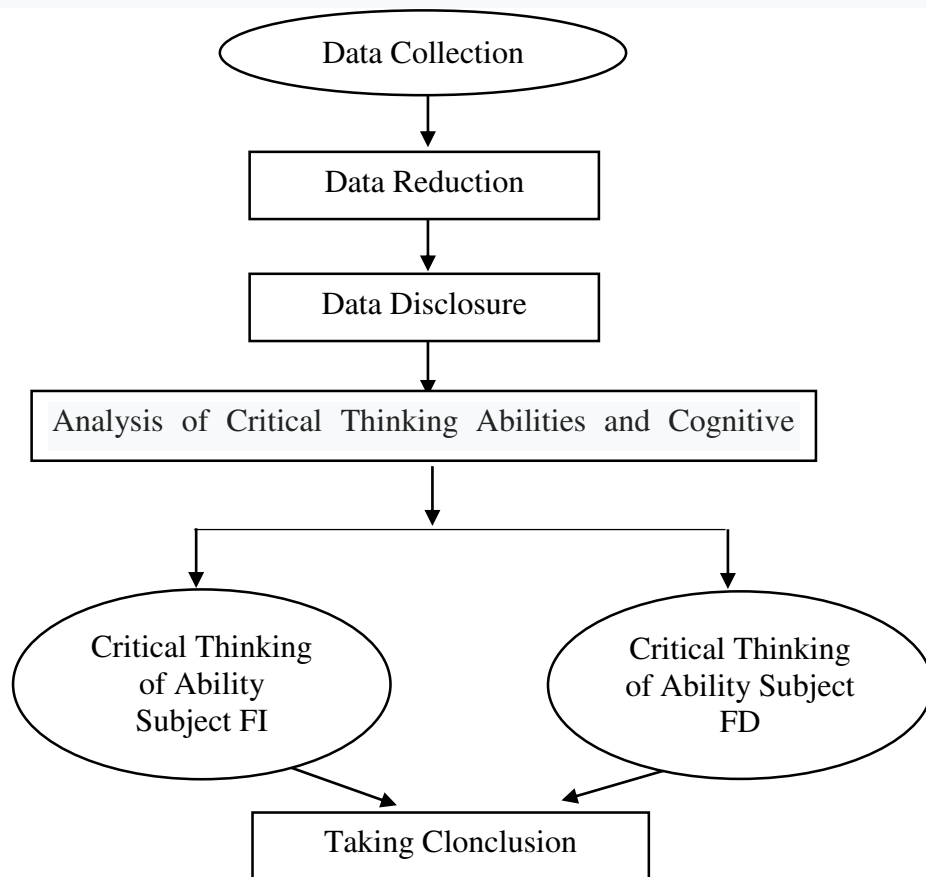 Data Collection
Data Reduction
Data Disclosure
Analysis of Critical Thinking Abilities and Cognitive
Critical Thinking
of Ability
Subject FI
Critical Thinking
of Ability Subject
FD
Taking Clonclusion